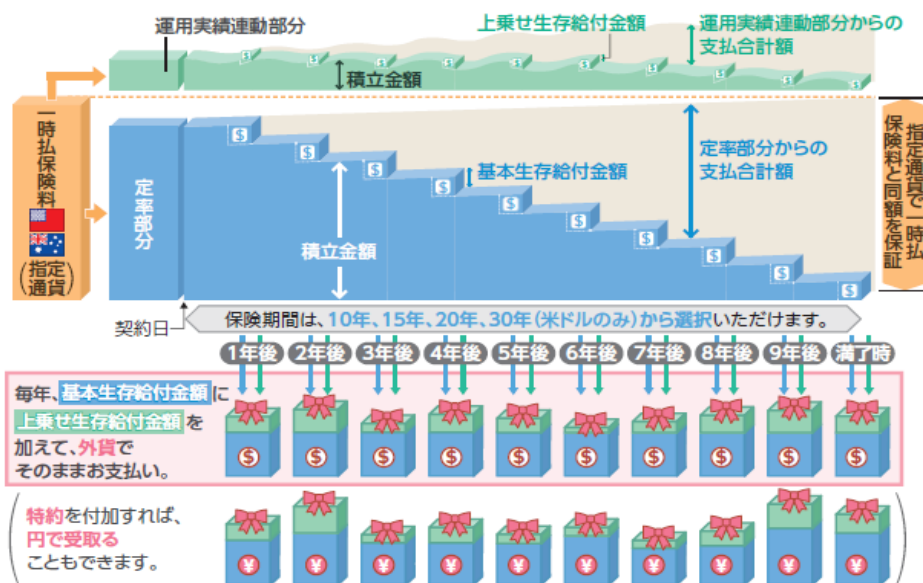 運用実績連動部分
上乗せ生存給付金額
運用実績連動部分からの
支払合計額
積立金額
一時払保険料
(指定通貨)
定率部分
$
$
$
$
$
$
$
$
$
$
基本生存給付金額
定率部分からの
支払合計額
積立金額
指定通貨で一時払
保険料と同額を保証
契約日
保険期間は、10年、15年、20年、30年(米ドルのみ)から選択いただけます。
1年後 2年後 3年後 4年後 5年後 6年後 7年後 8年後 9年後 満了時
毎年、基本生存給付金額に
上乗せ生存給付金額を
加えて、外貨で
そのままお支払い。
$ $ $ $ $ $ $ $ $ $
特約を付加すれば、
円で受取る
こともできます。
¥ ¥ ¥ ¥ ¥ ¥ ¥ ¥ ¥ ¥